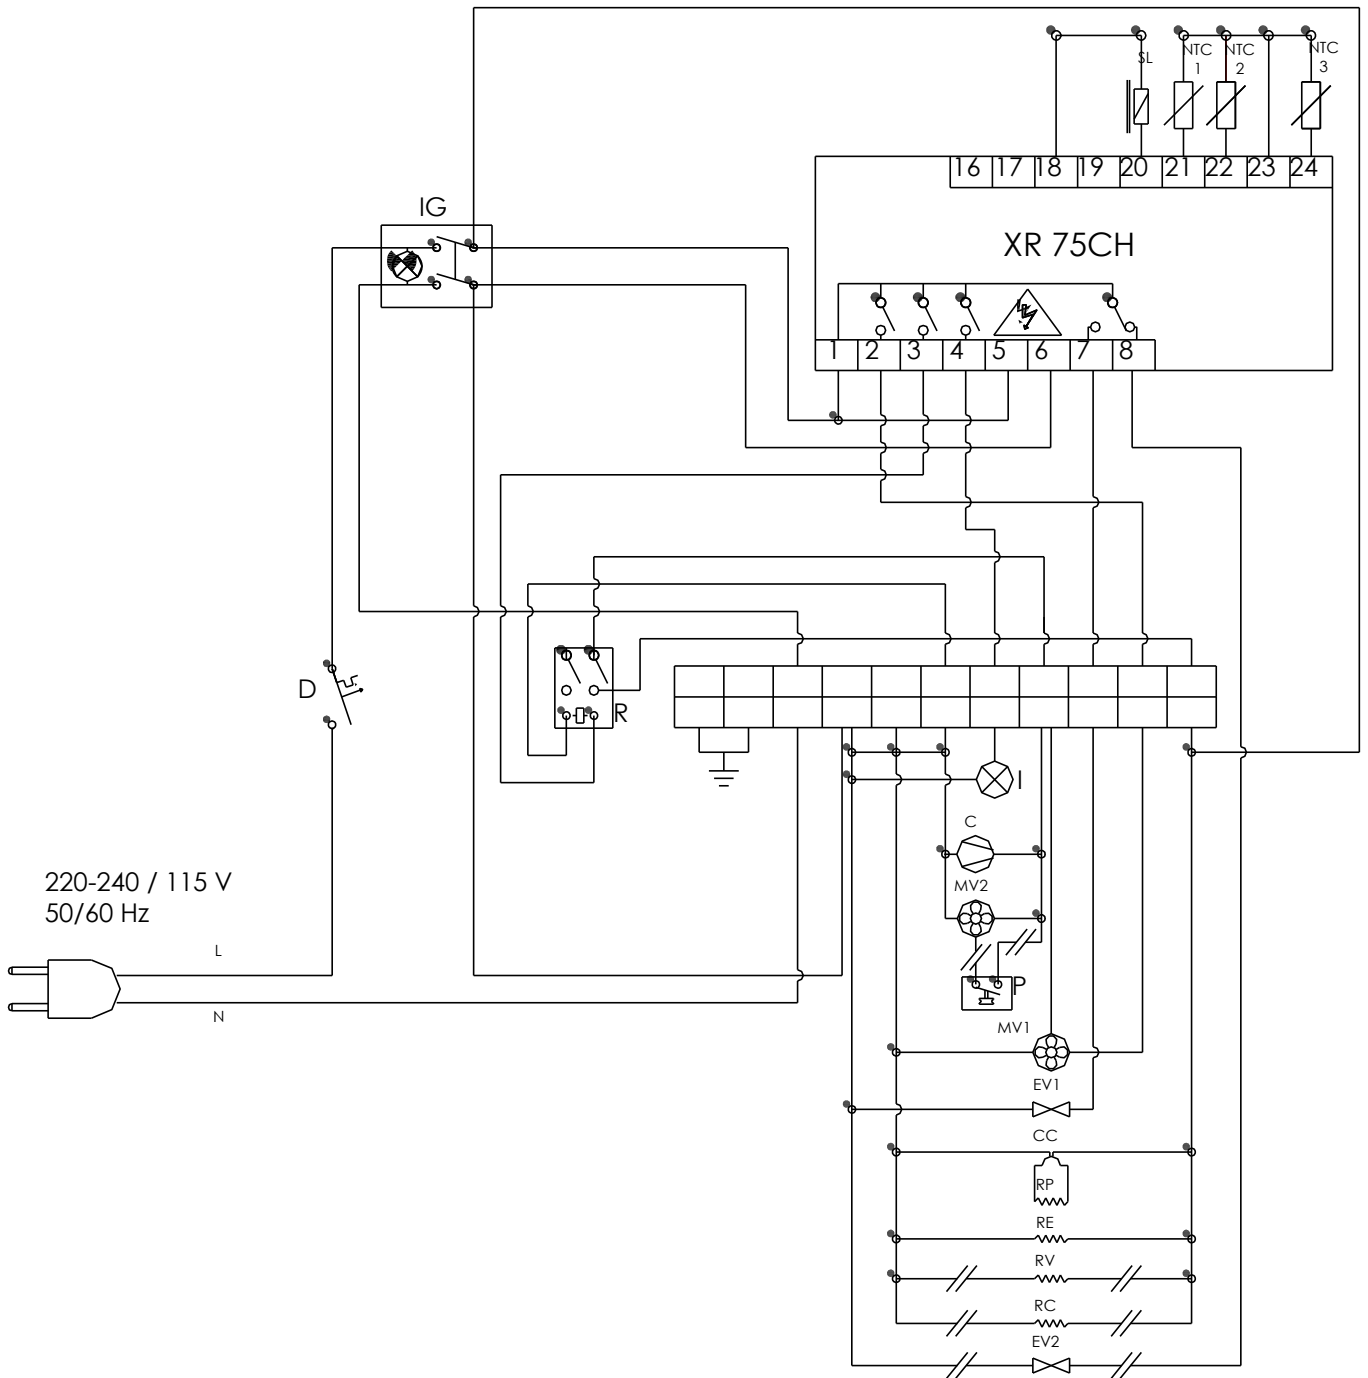 SL
NTC NTC NTC
1 2 3
16 17 18 19 20 21 22 23 24
IG
XR 75CH
1 2 3 4 5 6 7 8
D
R
I
C
220-240 / 115 V
MV2
50/60 Hz
L
P
N
MV1
EV1
CC
RP
RE
RV
RC
EV2